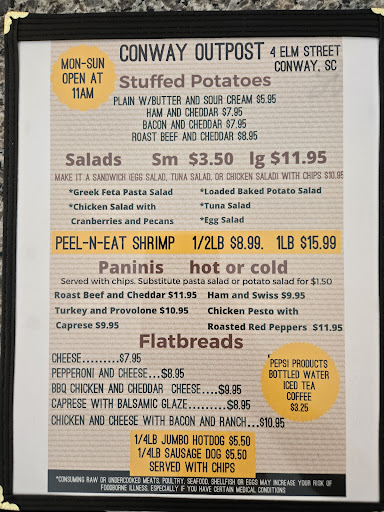 MON-SUN
OPEN AT
11AM
CONWAY OUTPOST 4 ELM STREET
CONWAY, SC
Stuffed Potatoes
PLAIN W/BUTTER AND SOUR CREAM $5.95
HAM AND CHEDDAR $7.95
BACON AND CHEDDAR $7.95
ROAST BEEF AND CHEDDAR $8.95
Salads Sm $3.50 lg $11.95
MAKE IT A SANDWICH (EGG SALAD, TUNA SALAD, OR CHICKEN SALAD) WITH CHIPS $10.95
*Greek Feta Pasta Salad *Loaded Baked Potato Salad
*Chicken Salad with *Tuna Salad
Cranberries and Pecans *Egg Salad
PEEL-N-EAT SHRIMP 1/2LB $8.99. 1LB $15.99
Paninis hot or cold
Served with chips. Substitute pasta salad or potato salad for $1.50
Roast Beef and Cheddar $11.95 Ham and Swiss $9.95
Turkey and Provolone $10.95 Chicken Pesto with
Caprese $9.95 Roasted Red Peppers $11.95
Flatbreads
CHEESE.........$7.95
PEPPERONI AND CHEESE...$8.95
BBQ CHICKEN AND CHEDDAR CHEESE....$9.95
CAPRESE WITH BALSAMIC GLAZE.........$8.95
CHICKEN AND CHEESE WITH BACON AND RANCH...$10.95
PEPSI PRODUCTS
BOTTLED WATER
ICED TEA
COFFEE
$3.25
1/4LB JUMBO HOTDOG $5.50
1/4LB SAUSAGE DOG $5.50
SERVED WITH CHIPS
*CONSUMING RAW OR UNDERCOOKED MEATS, POULTRY, SEAFOOD, SHELLFISH OR EGGS MAY INCREASE YOUR RISK OF
FOODBORNE ILLNESS, ESPECIALLY IF YOU HAVE CERTAIN MEDICAL CONDITIONS